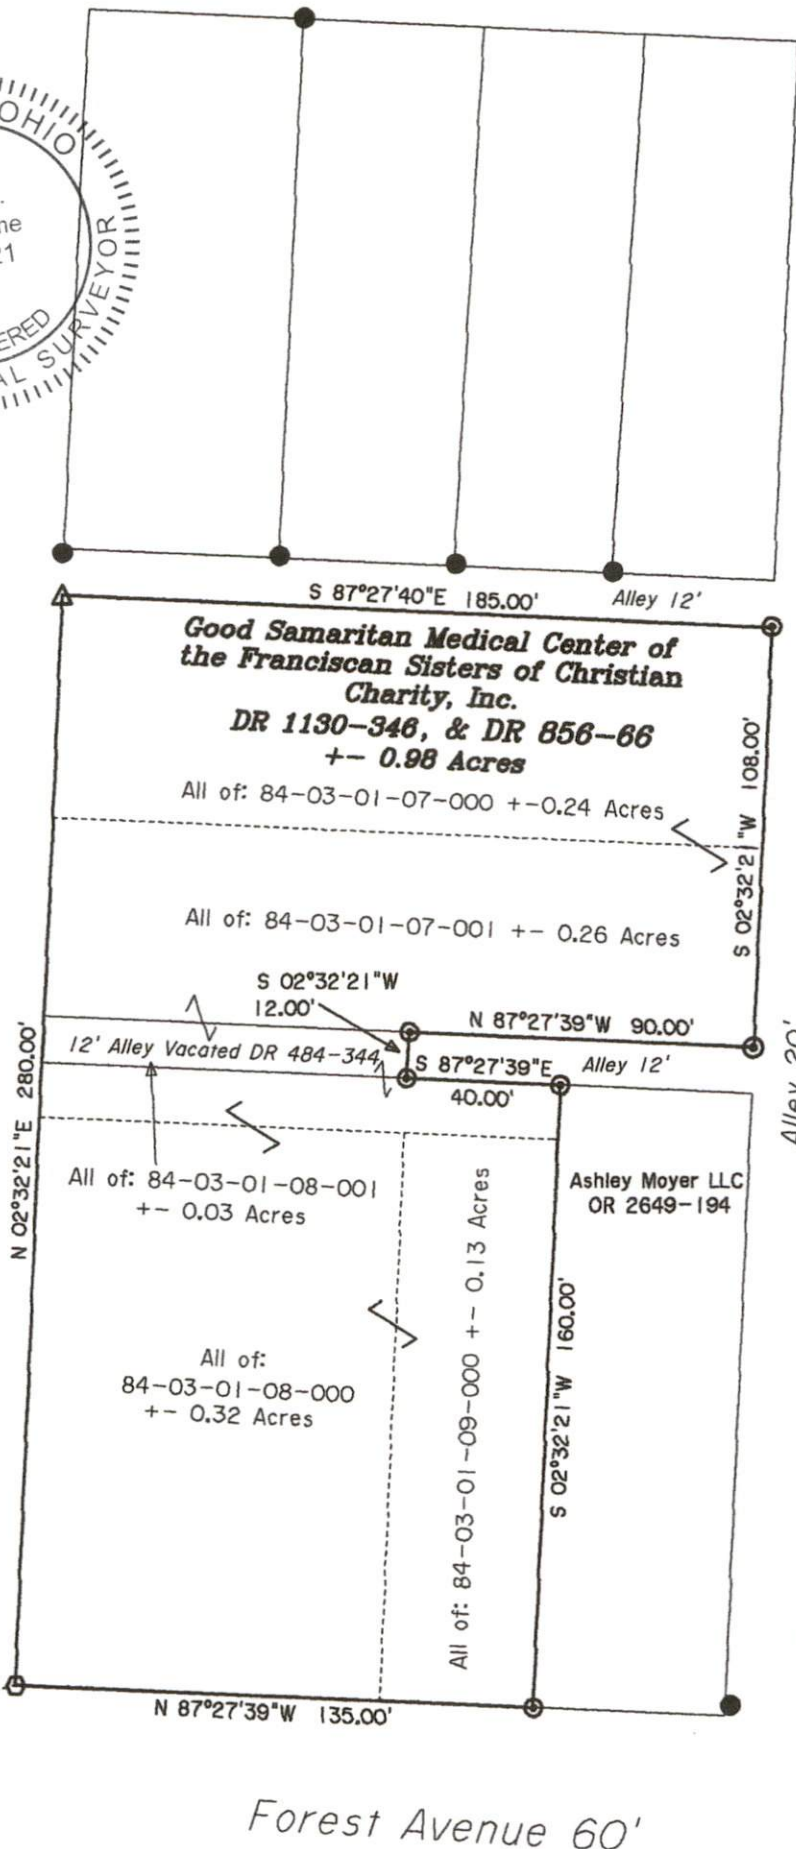 OHIO
SURVEYOR
S 87°27'40"E 185.00' Alley 12'
Good Samaritan Medical Center of
the Franciscan Sisters of Christian
Charity, Inc.
DR 1130-346, & DR 856-66
+- 0.98 Acres
All of: 84-03-01-07-000 +-0.24 Acres
S 02°32'21"W 108.00'
All of: 84-03-01-07-001 +- 0.26 Acres
S 02°32'21"W
12.00'
N 87°27'39"W 90.00'
12' Alley Vacated DR 484-344
S 87°27'39"E
40.00'
Alley 12'
Alley 20'
N 02°32'21"E 280.00'
All of: 84-03-01-08-001
+- 0.03 Acres
Ashley Moyer LLC
OR 2649-194
All of: 84-03-01-09-000 +- 0.13 Acres
S 02°32'21"W 160.00'
All of:
84-03-01-08-000
+- 0.32 Acres
N 87°27'39"W 135.00'
Forest Avenue 60'